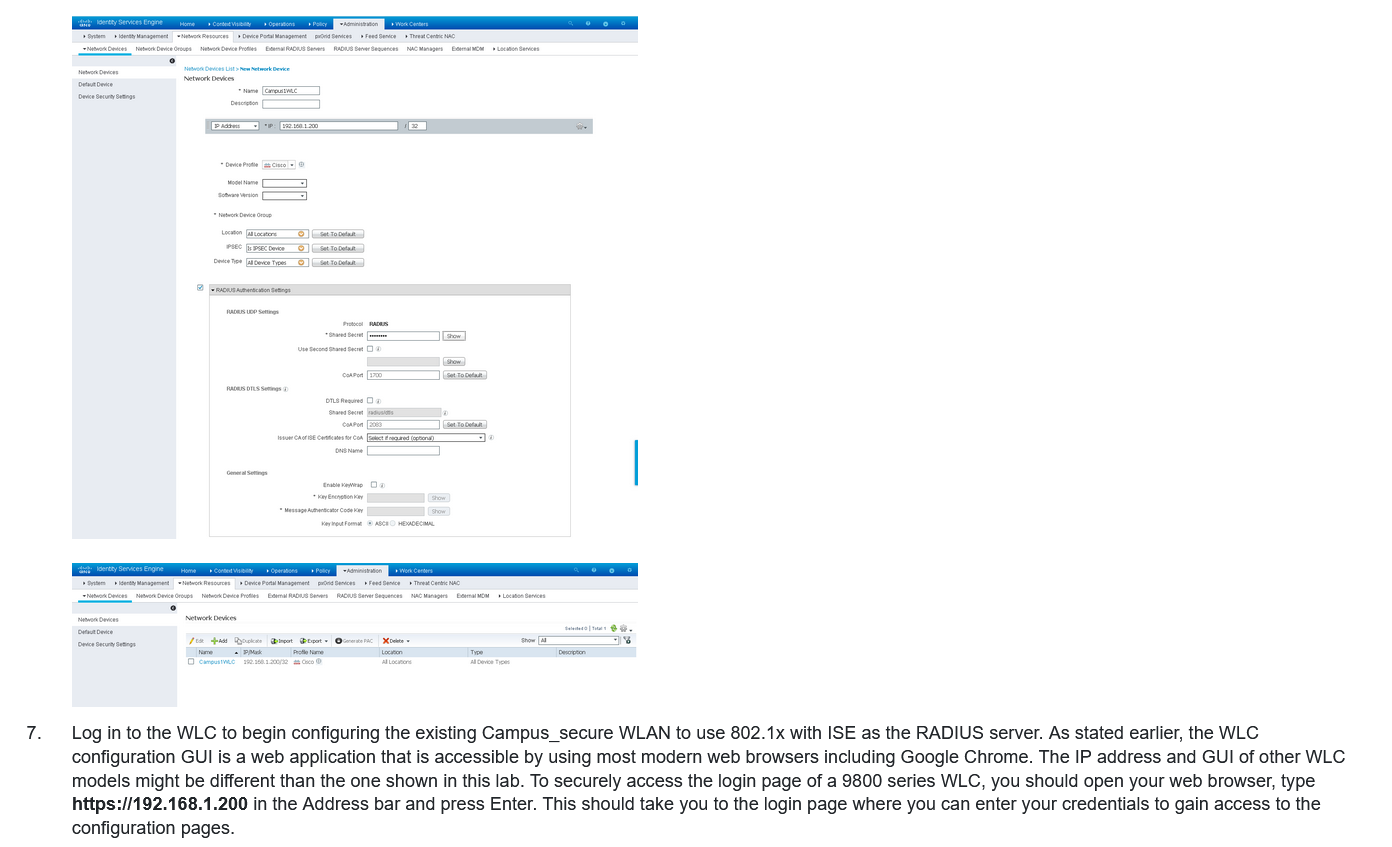 Identity Services Engine Home Context Visibility Operations Policy Administration Work Centers
System Identity Management Network Resources Device Portal Management pxGrid Services Feed Service Threat Centric NAC
Network Devices Network Device Groups Network Device Profiles External RADIUS Servers RADIUS Server Sequences NAC Managers External MDM Location Services
Network Devices
Default Device
Device Security Settings
Network Devices List > New Network Device
Network Devices
* Name Campus1WLC
Description
IP Address * IP : 192.168.1.200 / 32
* Device Profile Cisco
Model Name
Software Version
* Network Device Group
Location All Locations Set To Default
IPSEC Is IPSEC Device Set To Default
Device Type All Device Types Set To Default
RADIUS Authentication Settings
RADIUS UDP Settings
Protocol RADIUS
* Shared Secret •••••••• Show
Use Second Shared Secret
Show
CoA Port 1700 Set To Default
RADIUS DTLS Settings
DTLS Required
Shared Secret radius/dtls
CoA Port 2083 Set To Default
Issuer CA of ISE Certificates for CoA Select if required (optional)
DNS Name
General Settings
Enable KeyWrap
* Key Encryption Key Show
* Message Authenticator Code Key Show
Key Input Format ASCII HEXADECIMAL
Identity Services Engine Home Context Visibility Operations Policy Administration Work Centers
System Identity Management Network Resources Device Portal Management pxGrid Services Feed Service Threat Centric NAC
Network Devices Network Device Groups Network Device Profiles External RADIUS Servers RADIUS Server Sequences NAC Managers External MDM Location Services
Network Devices
Default Device
Device Security Settings
Network Devices
Selected 0 | Total 1
Edit Add Duplicate Import Export Generate PAC Delete Show All
Name IP/Mask Profile Name Location Type Description
Campus1WLC 192.168.1.200/32 Cisco All Locations All Device Types
7. Log in to the WLC to begin configuring the existing Campus_secure WLAN to use 802.1x with ISE as the RADIUS server. As stated earlier, the WLC
configuration GUI is a web application that is accessible by using most modern web browsers including Google Chrome. The IP address and GUI of other WLC
models might be different than the one shown in this lab. To securely access the login page of a 9800 series WLC, you should open your web browser, type
https://192.168.1.200 in the Address bar and press Enter. This should take you to the login page where you can enter your credentials to gain access to the
configuration pages.